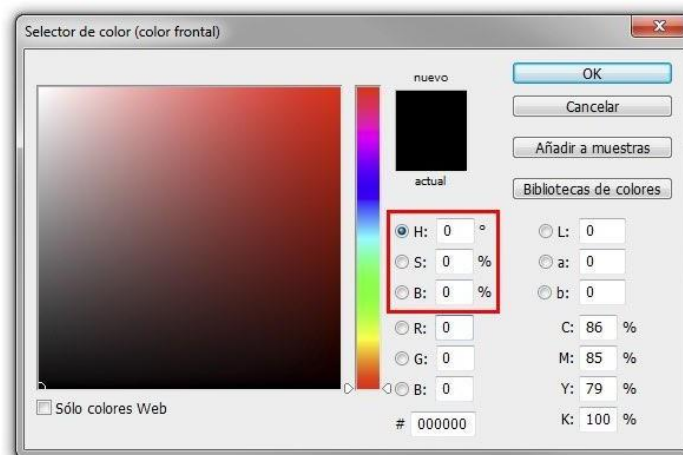 Selector de color (color frontal)
nuevo
actual
OK
Cancelar
Añadir a muestras
Bibliotecas de colores
H: 0 °
S: 0 %
B: 0 %
R: 0
G: 0
B: 0
# 000000
L: 0
a: 0
b: 0
C: 86 %
M: 85 %
Y: 79 %
K: 100 %
Sólo colores Web